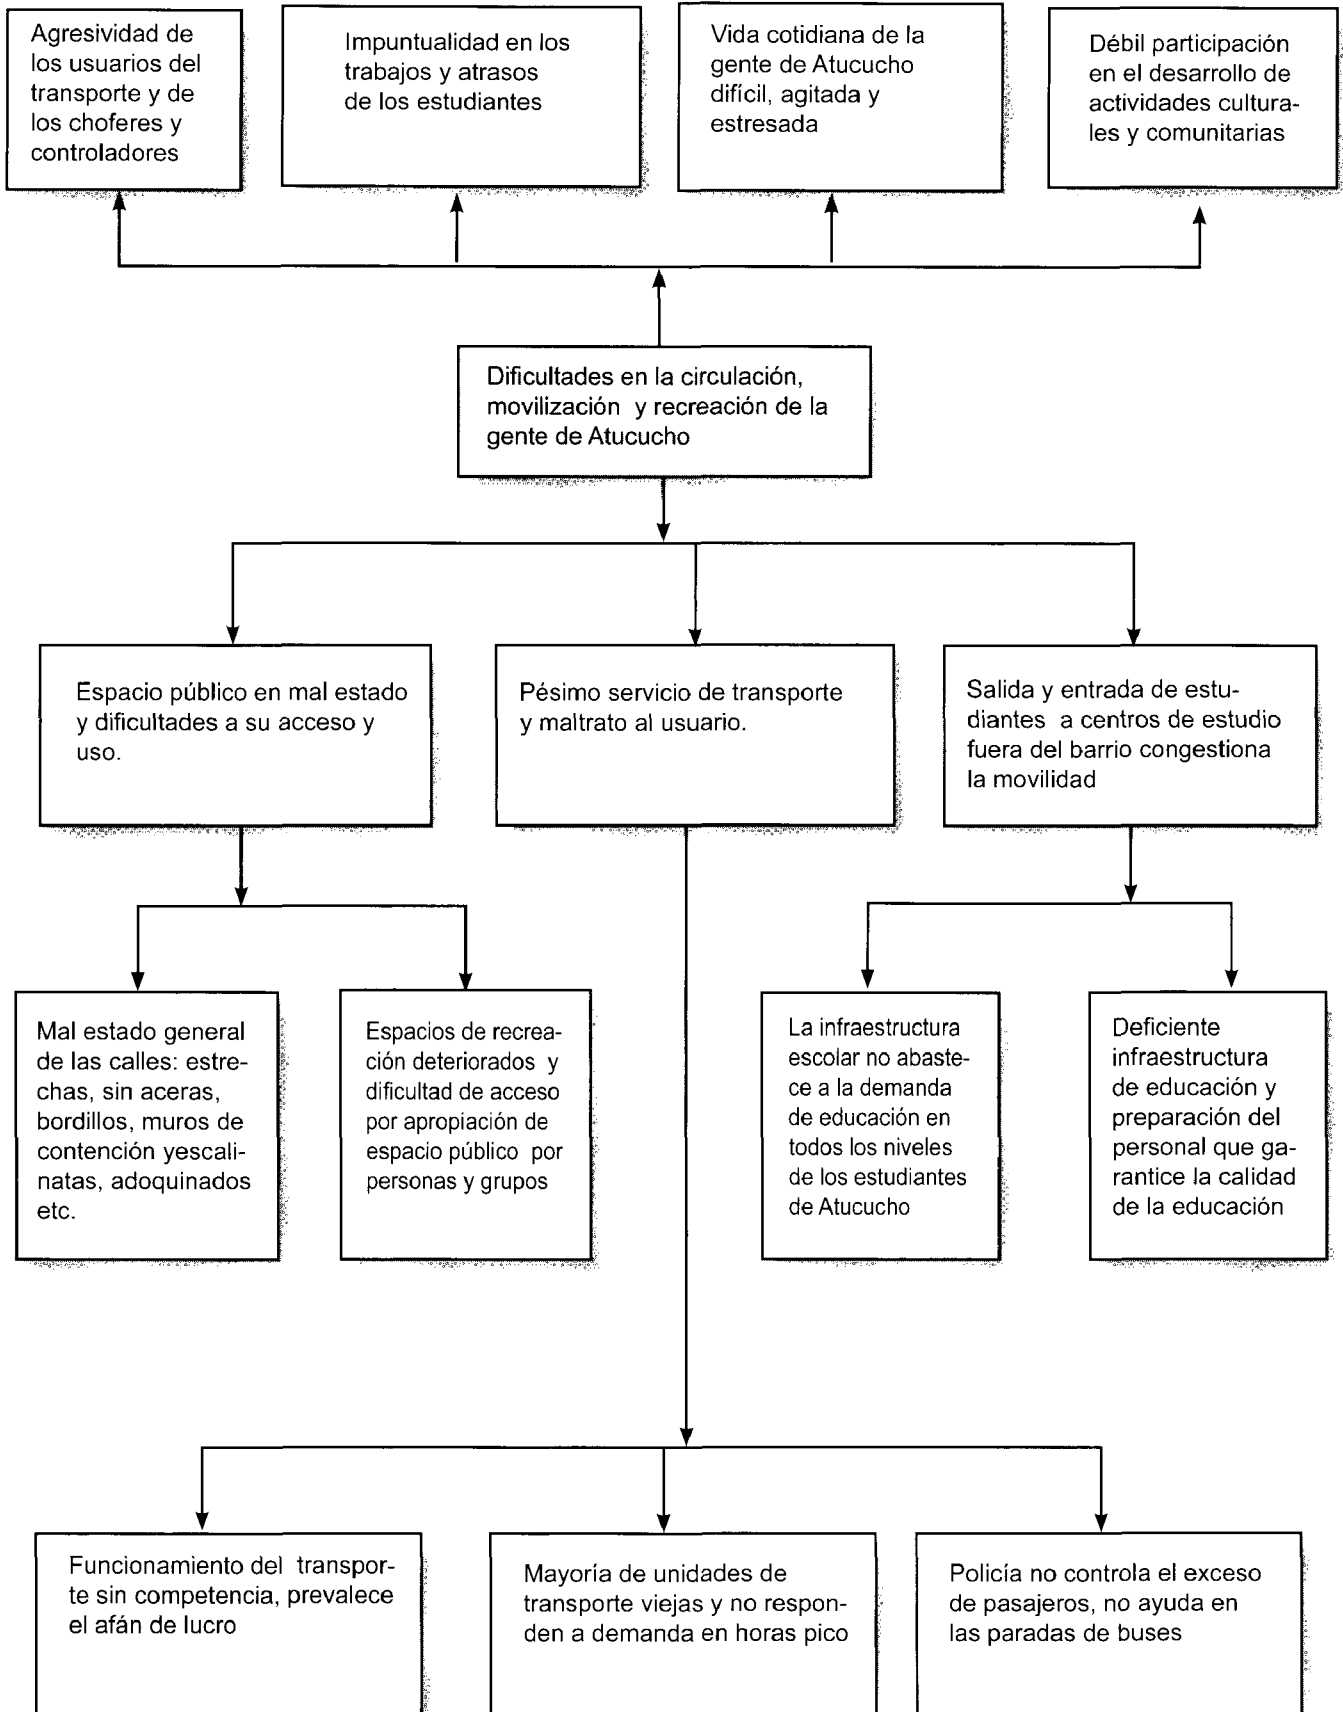 Agresividad de
los usuarios del
transporte y de
los choferes y
controladores
Impuntualidad en los
trabajos y atrasos
de los estudiantes
Vida cotidiana de la
gente de Atucucho
difícil, agitada y
estresada
Débil participación
en el desarrollo de
actividades cultura-
les y comunitarias
Dificultades en la circulación,
movilización y recreación de la
gente de Atucucho
Espacio público en mal estado
y dificultades a su acceso y
uso.
Pésimo servicio de transporte
y maltrato al usuario.
Salida y entrada de estu-
diantes a centros de estudio
fuera del barrio congestiona
la movilidad
Mal estado general
de las calles: estre-
chas, sin aceras,
bordillos, muros de
contención yescali-
natas, adoquinados
etc.
Espacios de recrea-
ción deteriorados y
dificultad de acceso
por apropiación de
espacio público por
personas y grupos
La infraestructura
escolar no abaste-
ce a la demanda
de educación en
todos los niveles
de los estudiantes
de Atucucho
Deficiente
infraestructura
de educación y
preparación del
personal que ga-
rantice la calidad
de la educación
Funcionamiento del transpor-
te sin competencia, prevalece
el afán de lucro
Mayoría de unidades de
transporte viejas y no respon-
den a demanda en horas pico
Policía no controla el exceso
de pasajeros, no ayuda en
las paradas de buses